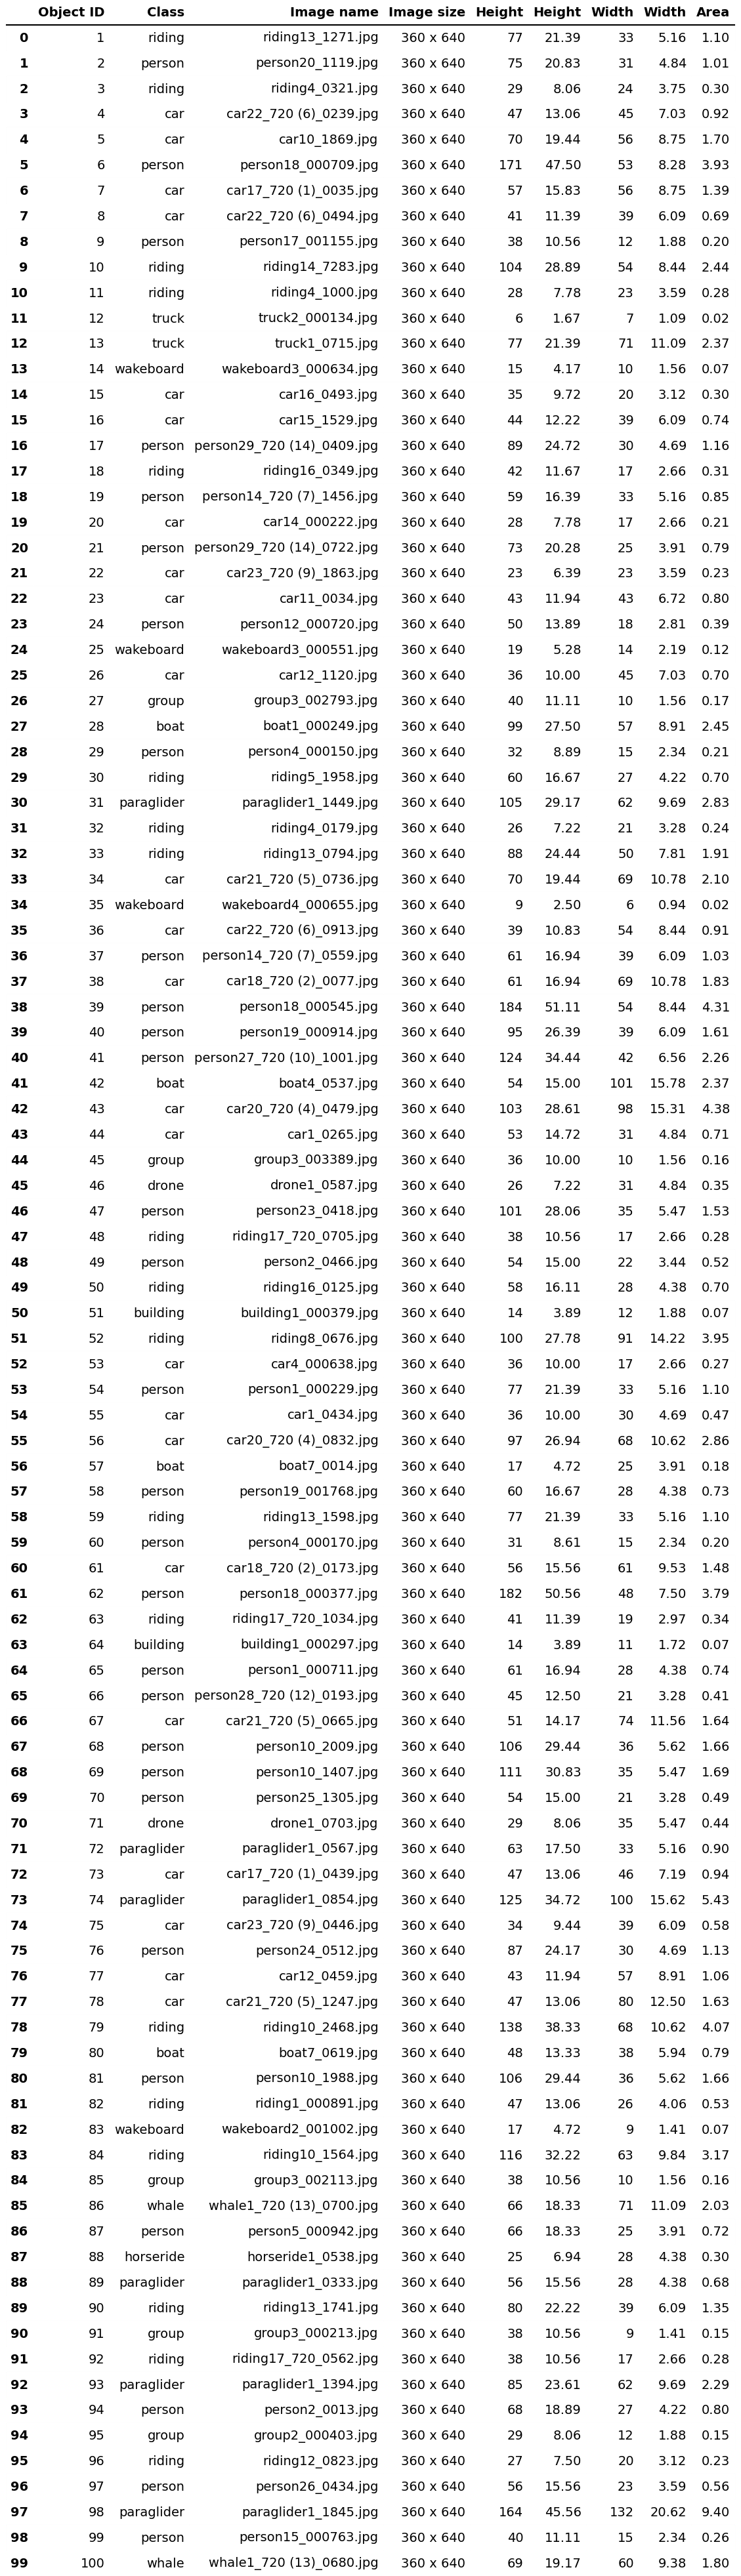 Object ID Class Image name Image size Height Height Width Width Area
0 1 riding riding13_1271.jpg 360 x 640 77 21.39 33 5.16 1.10
1 2 person person20_1119.jpg 360 x 640 75 20.83 31 4.84 1.01
2 3 riding riding4_0321.jpg 360 x 640 29 8.06 24 3.75 0.30
3 4 car car22_720 (6)_0239.jpg 360 x 640 47 13.06 45 7.03 0.92
4 5 car car10_1869.jpg 360 x 640 70 19.44 56 8.75 1.70
5 6 person person18_000709.jpg 360 x 640 171 47.50 53 8.28 3.93
6 7 car car17_720 (1)_0035.jpg 360 x 640 57 15.83 56 8.75 1.39
7 8 car car22_720 (6)_0494.jpg 360 x 640 41 11.39 39 6.09 0.69
8 9 person person17_001155.jpg 360 x 640 38 10.56 12 1.88 0.20
9 10 riding riding14_7283.jpg 360 x 640 104 28.89 54 8.44 2.44
10 11 riding riding4_1000.jpg 360 x 640 28 7.78 23 3.59 0.28
11 12 truck truck2_000134.jpg 360 x 640 6 1.67 7 1.09 0.02
12 13 truck truck1_0715.jpg 360 x 640 77 21.39 71 11.09 2.37
13 14 wakeboard wakeboard3_000634.jpg 360 x 640 15 4.17 10 1.56 0.07
14 15 car car16_0493.jpg 360 x 640 35 9.72 20 3.12 0.30
15 16 car car15_1529.jpg 360 x 640 44 12.22 39 6.09 0.74
16 17 person person29_720 (14)_0409.jpg 360 x 640 89 24.72 30 4.69 1.16
17 18 riding riding16_0349.jpg 360 x 640 42 11.67 17 2.66 0.31
18 19 person person14_720 (7)_1456.jpg 360 x 640 59 16.39 33 5.16 0.85
19 20 car car14_000222.jpg 360 x 640 28 7.78 17 2.66 0.21
20 21 person person29_720 (14)_0722.jpg 360 x 640 73 20.28 25 3.91 0.79
21 22 car car23_720 (9)_1863.jpg 360 x 640 23 6.39 23 3.59 0.23
22 23 car car11_0034.jpg 360 x 640 43 11.94 43 6.72 0.80
23 24 person person12_000720.jpg 360 x 640 50 13.89 18 2.81 0.39
24 25 wakeboard wakeboard3_000551.jpg 360 x 640 19 5.28 14 2.19 0.12
25 26 car car12_1120.jpg 360 x 640 36 10.00 45 7.03 0.70
26 27 group group3_002793.jpg 360 x 640 40 11.11 10 1.56 0.17
27 28 boat boat1_000249.jpg 360 x 640 99 27.50 57 8.91 2.45
28 29 person person4_000150.jpg 360 x 640 32 8.89 15 2.34 0.21
29 30 riding riding5_1958.jpg 360 x 640 60 16.67 27 4.22 0.70
30 31 paraglider paraglider1_1449.jpg 360 x 640 105 29.17 62 9.69 2.83
31 32 riding riding4_0179.jpg 360 x 640 26 7.22 21 3.28 0.24
32 33 riding riding13_0794.jpg 360 x 640 88 24.44 50 7.81 1.91
33 34 car car21_720 (5)_0736.jpg 360 x 640 70 19.44 69 10.78 2.10
34 35 wakeboard wakeboard4_000655.jpg 360 x 640 9 2.50 6 0.94 0.02
35 36 car car22_720 (6)_0913.jpg 360 x 640 39 10.83 54 8.44 0.91
36 37 person person14_720 (7)_0559.jpg 360 x 640 61 16.94 39 6.09 1.03
37 38 car car18_720 (2)_0077.jpg 360 x 640 61 16.94 69 10.78 1.83
38 39 person person18_000545.jpg 360 x 640 184 51.11 54 8.44 4.31
39 40 person person19_000914.jpg 360 x 640 95 26.39 39 6.09 1.61
40 41 person person27_720 (10)_1001.jpg 360 x 640 124 34.44 42 6.56 2.26
41 42 boat boat4_0537.jpg 360 x 640 54 15.00 101 15.78 2.37
42 43 car car20_720 (4)_0479.jpg 360 x 640 103 28.61 98 15.31 4.38
43 44 car car1_0265.jpg 360 x 640 53 14.72 31 4.84 0.71
44 45 group group3_003389.jpg 360 x 640 36 10.00 10 1.56 0.16
45 46 drone drone1_0587.jpg 360 x 640 26 7.22 31 4.84 0.35
46 47 person person23_0418.jpg 360 x 640 101 28.06 35 5.47 1.53
47 48 riding riding17_720_0705.jpg 360 x 640 38 10.56 17 2.66 0.28
48 49 person person2_0466.jpg 360 x 640 54 15.00 22 3.44 0.52
49 50 riding riding16_0125.jpg 360 x 640 58 16.11 28 4.38 0.70
50 51 building building1_000379.jpg 360 x 640 14 3.89 12 1.88 0.07
51 52 riding riding8_0676.jpg 360 x 640 100 27.78 91 14.22 3.95
52 53 car car4_000638.jpg 360 x 640 36 10.00 17 2.66 0.27
53 54 person person1_000229.jpg 360 x 640 77 21.39 33 5.16 1.10
54 55 car car1_0434.jpg 360 x 640 36 10.00 30 4.69 0.47
55 56 car car20_720 (4)_0832.jpg 360 x 640 97 26.94 68 10.62 2.86
56 57 boat boat7_0014.jpg 360 x 640 17 4.72 25 3.91 0.18
57 58 person person19_001768.jpg 360 x 640 60 16.67 28 4.38 0.73
58 59 riding riding13_1598.jpg 360 x 640 77 21.39 33 5.16 1.10
59 60 person person4_000170.jpg 360 x 640 31 8.61 15 2.34 0.20
60 61 car car18_720 (2)_0173.jpg 360 x 640 56 15.56 61 9.53 1.48
61 62 person person18_000377.jpg 360 x 640 182 50.56 48 7.50 3.79
62 63 riding riding17_720_1034.jpg 360 x 640 41 11.39 19 2.97 0.34
63 64 building building1_000297.jpg 360 x 640 14 3.89 11 1.72 0.07
64 65 person person1_000711.jpg 360 x 640 61 16.94 28 4.38 0.74
65 66 person person28_720 (12)_0193.jpg 360 x 640 45 12.50 21 3.28 0.41
66 67 car car21_720 (5)_0665.jpg 360 x 640 51 14.17 74 11.56 1.64
67 68 person person10_2009.jpg 360 x 640 106 29.44 36 5.62 1.66
68 69 person person10_1407.jpg 360 x 640 111 30.83 35 5.47 1.69
69 70 person person25_1305.jpg 360 x 640 54 15.00 21 3.28 0.49
70 71 drone drone1_0703.jpg 360 x 640 29 8.06 35 5.47 0.44
71 72 paraglider paraglider1_0567.jpg 360 x 640 63 17.50 33 5.16 0.90
72 73 car car17_720 (1)_0439.jpg 360 x 640 47 13.06 46 7.19 0.94
73 74 paraglider paraglider1_0854.jpg 360 x 640 125 34.72 100 15.62 5.43
74 75 car car23_720 (9)_0446.jpg 360 x 640 34 9.44 39 6.09 0.58
75 76 person person24_0512.jpg 360 x 640 87 24.17 30 4.69 1.13
76 77 car car12_0459.jpg 360 x 640 43 11.94 57 8.91 1.06
77 78 car car21_720 (5)_1247.jpg 360 x 640 47 13.06 80 12.50 1.63
78 79 riding riding10_2468.jpg 360 x 640 138 38.33 68 10.62 4.07
79 80 boat boat7_0619.jpg 360 x 640 48 13.33 38 5.94 0.79
80 81 person person10_1988.jpg 360 x 640 106 29.44 36 5.62 1.66
81 82 riding riding1_000891.jpg 360 x 640 47 13.06 26 4.06 0.53
82 83 wakeboard wakeboard2_001002.jpg 360 x 640 17 4.72 9 1.41 0.07
83 84 riding riding10_1564.jpg 360 x 640 116 32.22 63 9.84 3.17
84 85 group group3_002113.jpg 360 x 640 38 10.56 10 1.56 0.16
85 86 whale whale1_720 (13)_0700.jpg 360 x 640 66 18.33 71 11.09 2.03
86 87 person person5_000942.jpg 360 x 640 66 18.33 25 3.91 0.72
87 88 horseride horseride1_0538.jpg 360 x 640 25 6.94 28 4.38 0.30
88 89 paraglider paraglider1_0333.jpg 360 x 640 56 15.56 28 4.38 0.68
89 90 riding riding13_1741.jpg 360 x 640 80 22.22 39 6.09 1.35
90 91 group group3_000213.jpg 360 x 640 38 10.56 9 1.41 0.15
91 92 riding riding17_720_0562.jpg 360 x 640 38 10.56 17 2.66 0.28
92 93 paraglider paraglider1_1394.jpg 360 x 640 85 23.61 62 9.69 2.29
93 94 person person2_0013.jpg 360 x 640 68 18.89 27 4.22 0.80
94 95 group group2_000403.jpg 360 x 640 29 8.06 12 1.88 0.15
95 96 riding riding12_0823.jpg 360 x 640 27 7.50 20 3.12 0.23
96 97 person person26_0434.jpg 360 x 640 56 15.56 23 3.59 0.56
97 98 paraglider paraglider1_1845.jpg 360 x 640 164 45.56 132 20.62 9.40
98 99 person person15_000763.jpg 360 x 640 40 11.11 15 2.34 0.26
99 100 whale whale1_720 (13)_0680.jpg 360 x 640 69 19.17 60 9.38 1.80